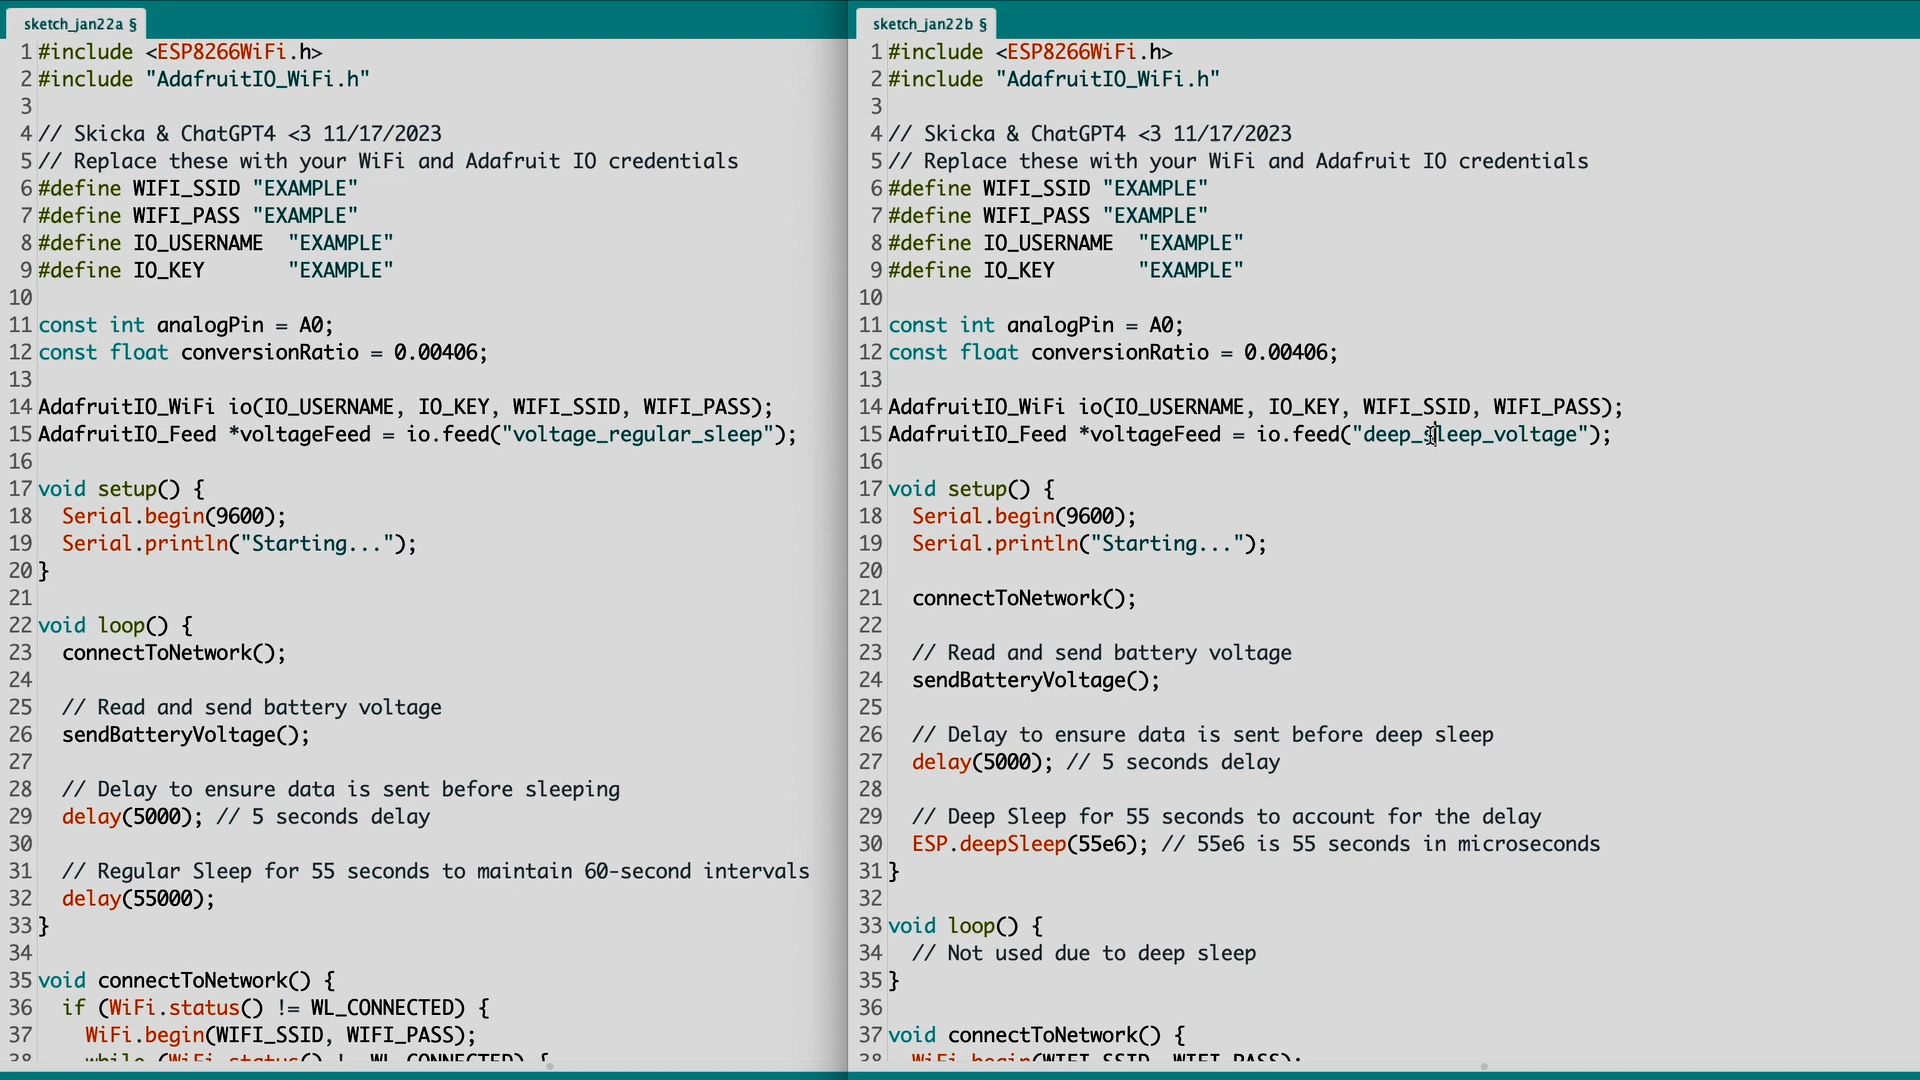 sketch_jan22a §
1 #include <ESP8266WiFi.h>
2 #include "AdafruitIO_WiFi.h"
3
4 // Skicka & ChatGPT4 <3 11/17/2023
5 // Replace these with your WiFi and Adafruit IO credentials
6 #define WIFI_SSID "EXAMPLE"
7 #define WIFI_PASS "EXAMPLE"
8 #define IO_USERNAME  "EXAMPLE"
9 #define IO_KEY       "EXAMPLE"
10
11 const int analogPin = A0;
12 const float conversionRatio = 0.00406;
13
14 AdafruitIO_WiFi io(IO_USERNAME, IO_KEY, WIFI_SSID, WIFI_PASS);
15 AdafruitIO_Feed *voltageFeed = io.feed("voltage_regular_sleep");
16
17 void setup() {
18   Serial.begin(9600);
19   Serial.println("Starting...");
20 }
21
22 void loop() {
23   connectToNetwork();
24
25   // Read and send battery voltage
26   sendBatteryVoltage();
27
28   // Delay to ensure data is sent before sleeping
29   delay(5000); // 5 seconds delay
30
31   // Regular Sleep for 55 seconds to maintain 60-second intervals
32   delay(55000);
33 }
34
35 void connectToNetwork() {
36   if (WiFi.status() != WL_CONNECTED) {
37     WiFi.begin(WIFI_SSID, WIFI_PASS);
38     while (WiFi.status() != WL_CONNECTED) {
sketch_jan22b §
1 #include <ESP8266WiFi.h>
2 #include "AdafruitIO_WiFi.h"
3
4 // Skicka & ChatGPT4 <3 11/17/2023
5 // Replace these with your WiFi and Adafruit IO credentials
6 #define WIFI_SSID "EXAMPLE"
7 #define WIFI_PASS "EXAMPLE"
8 #define IO_USERNAME  "EXAMPLE"
9 #define IO_KEY       "EXAMPLE"
10
11 const int analogPin = A0;
12 const float conversionRatio = 0.00406;
13
14 AdafruitIO_WiFi io(IO_USERNAME, IO_KEY, WIFI_SSID, WIFI_PASS);
15 AdafruitIO_Feed *voltageFeed = io.feed("deep_sleep_voltage");
16
17 void setup() {
18   Serial.begin(9600);
19   Serial.println("Starting...");
20
21   connectToNetwork();
22
23   // Read and send battery voltage
24   sendBatteryVoltage();
25
26   // Delay to ensure data is sent before deep sleep
27   delay(5000); // 5 seconds delay
28
29   // Deep Sleep for 55 seconds to account for the delay
30   ESP.deepSleep(55e6); // 55e6 is 55 seconds in microseconds
31 }
32
33 void loop() {
34   // Not used due to deep sleep
35 }
36
37 void connectToNetwork() {
38   WiFi.begin(WIFI_SSID, WIFI_PASS);